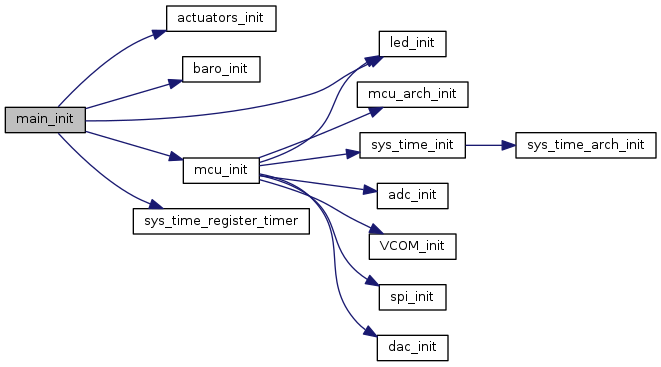 actuators_init
led_init
baro_init
mcu_arch_init
main_init
sys_time_init
sys_time_arch_init
mcu_init
adc_init
sys_time_register_timer
VCOM_init
spi_init
dac_init